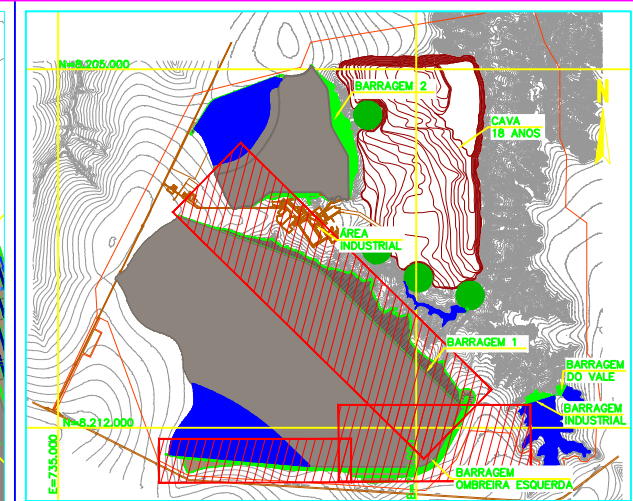 N=8.205.000
BARRAGEM 2
N
CAVA
18 ANOS
ÁREA
INDUSTRIAL
BARRAGEM 1
BARRAGEM
DO VALE
BARRAGEM
INDUSTRIAL
N=8.212.000
E=735.000
BARRAGEM
OMBREIRA ESQUERDA